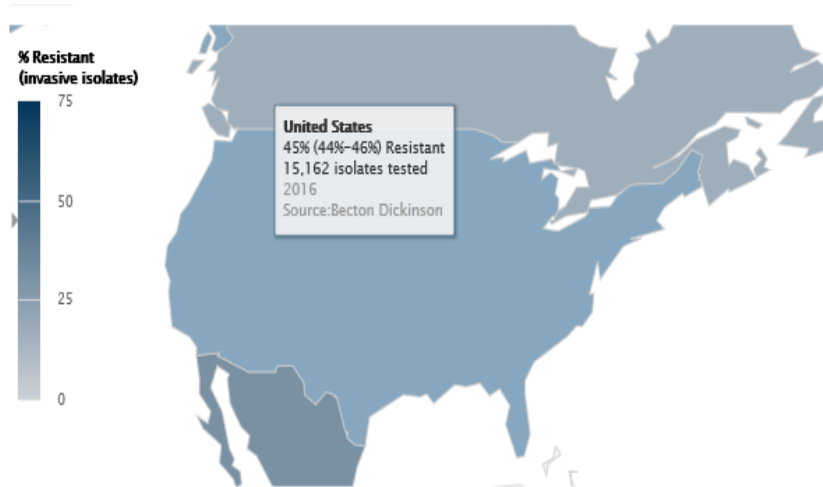 % Resistant
(invasive isolates)
75
50
25
0
United States
45% (44%-46%) Resistant
15,162 isolates tested
2016
Source:Becton Dickinson